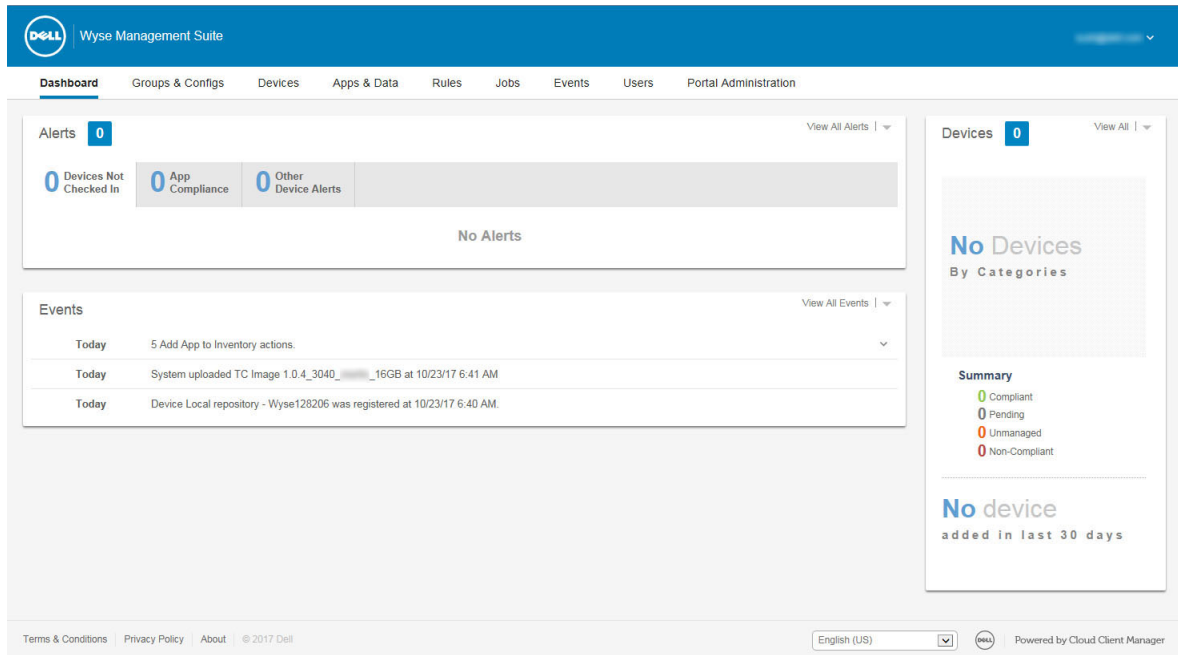 DELL Wyse Management Suite
Dashboard Groups & Configs Devices Apps & Data Rules Jobs Events Users Portal Administration
Alerts 0
View All Alerts
0 Devices Not Checked In
0 App Compliance
0 Other Device Alerts
No Alerts
Events
View All Events
Today 5 Add App to Inventory actions.
Today System uploaded TC Image 1.0.4_3040_ _16GB at 10/23/17 6:41 AM
Today Device Local repository - Wyse128206 was registered at 10/23/17 6:40 AM.
Devices 0
View All
No Devices
By Categories
Summary
0 Compliant
0 Pending
0 Unmanaged
0 Non-Compliant
No device
added in last 30 days
Terms & Conditions Privacy Policy About © 2017 Dell
English (US)
DELL Powered by Cloud Client Manager